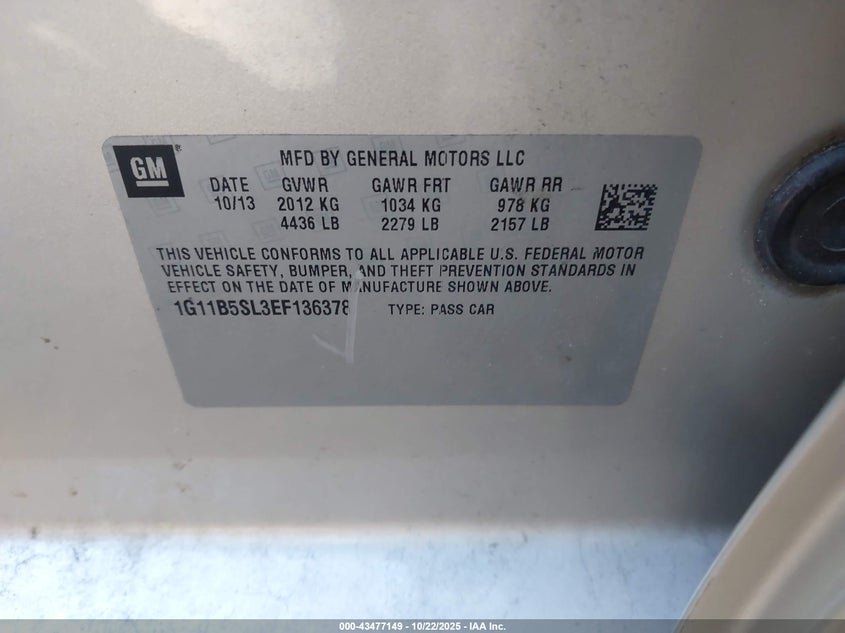 GM
MFD BY GENERAL MOTORS LLC
DATE GVWR GAWR FRT GAWR RR
10/13 2012 KG 1034 KG 978 KG
4436 LB 2279 LB 2157 LB
THIS VEHICLE CONFORMS TO ALL APPLICABLE U.S. FEDERAL MOTOR
VEHICLE SAFETY, BUMPER, AND THEFT PREVENTION STANDARDS IN
EFFECT ON THE DATE OF MANUFACTURE SHOWN ABOVE.
1G11B5SL3EF136378 TYPE: PASS CAR
000-43477149 - 10/22/2025 - IAA Inc.